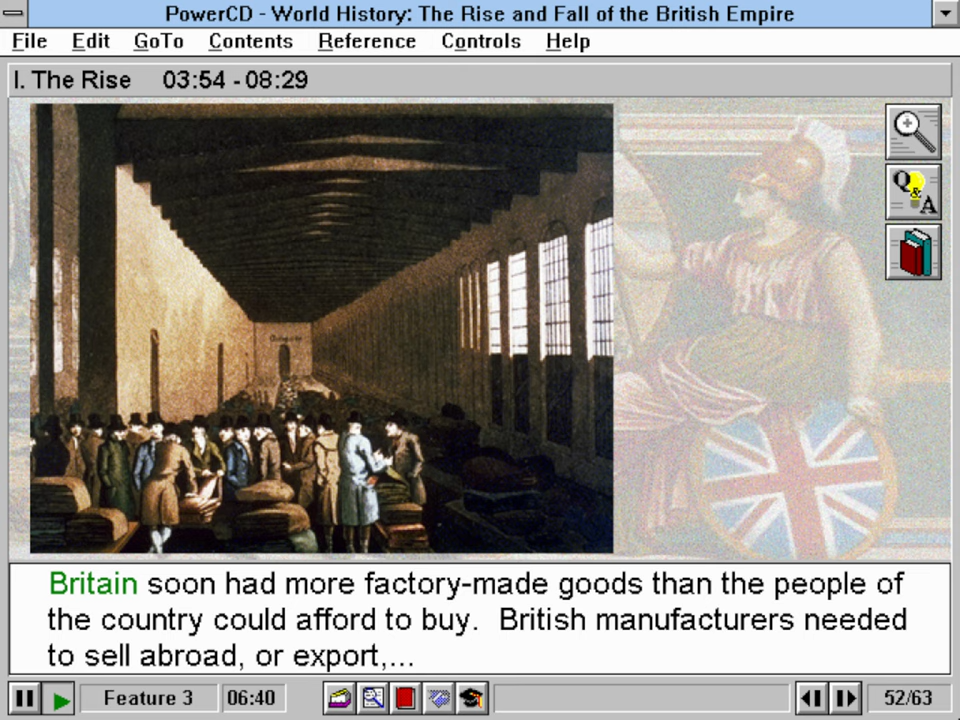 PowerCD - World History: The Rise and Fall of the British Empire
File Edit GoTo Contents Reference Controls Help
I. The Rise 03:54 - 08:29
Q & A
Britain soon had more factory-made goods than the people of
the country could afford to buy. British manufacturers needed
to sell abroad, or export,...
Feature 3 06:40 52/63